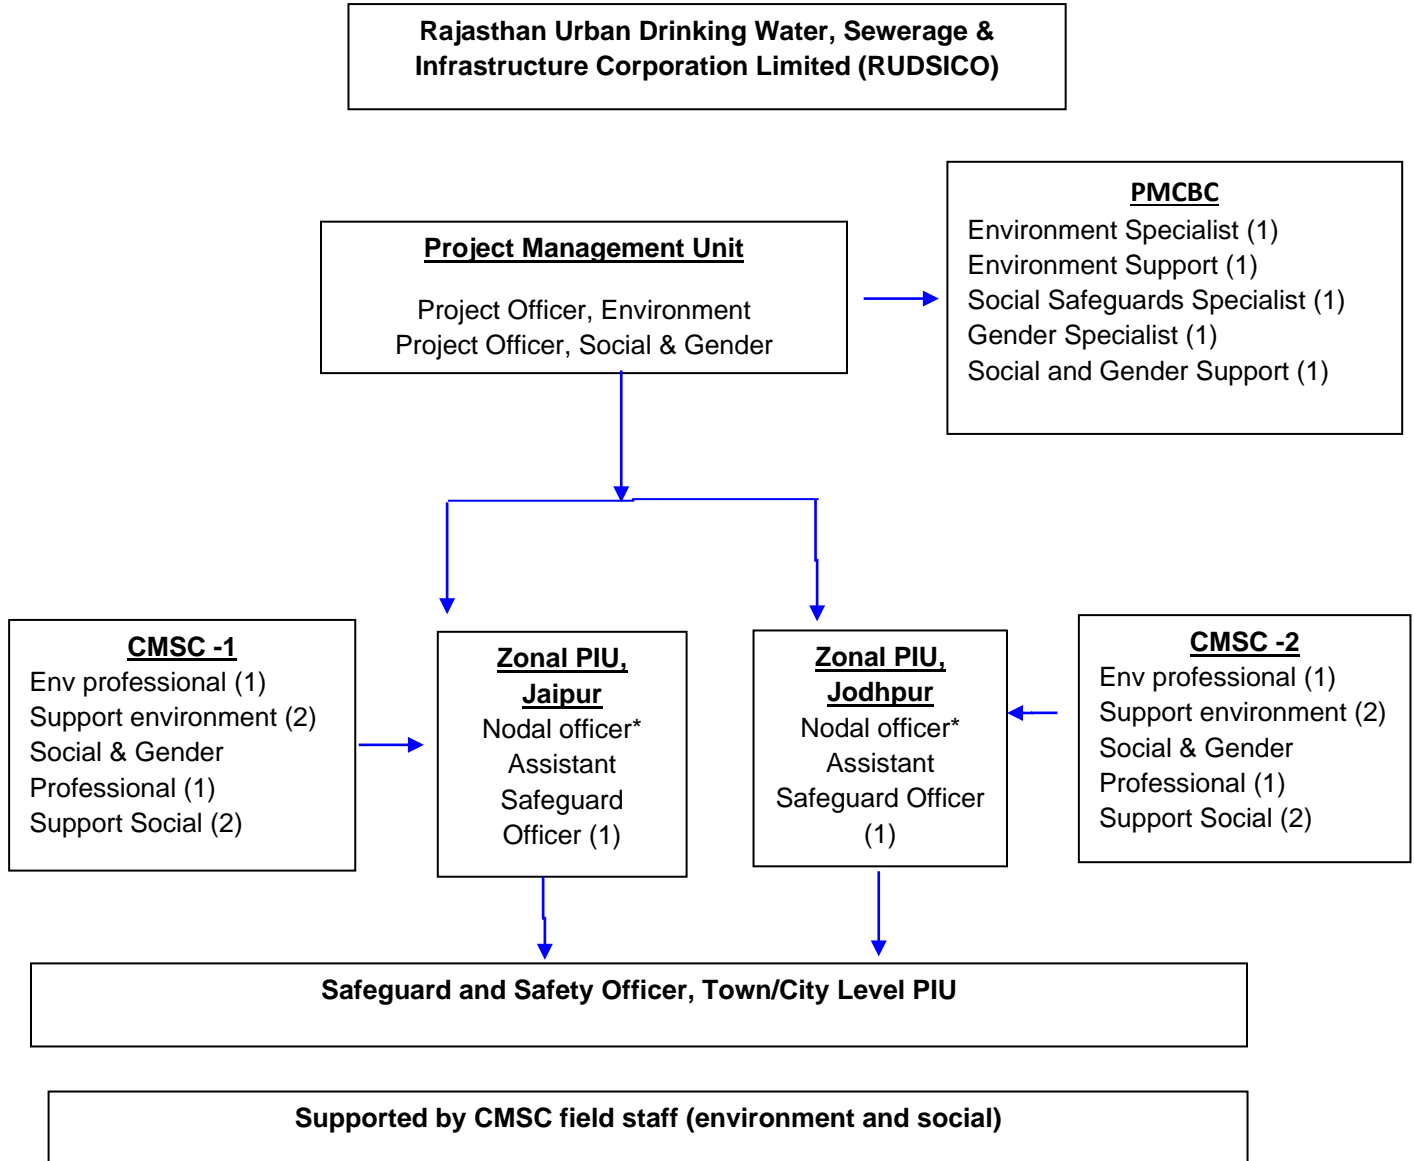 Rajasthan Urban Drinking Water, Sewerage &
Infrastructure Corporation Limited (RUDSICO)
PMCBC
Environment Specialist (1)
Environment Support (1)
Social Safeguards Specialist (1)
Gender Specialist (1)
Social and Gender Support (1)
Project Management Unit
Project Officer, Environment
Project Officer, Social & Gender
CMSC -1
Env professional (1)
Support environment (2)
Social & Gender
Professional (1)
Support Social (2)
Zonal PIU,
Jaipur
Nodal officer*
Assistant
Safeguard
Officer (1)
Zonal PIU,
Jodhpur
Nodal officer*
Assistant
Safeguard Officer
(1)
CMSC -2
Env professional (1)
Support environment (2)
Social & Gender
Professional (1)
Support Social (2)
Safeguard and Safety Officer, Town/City Level PIU
Supported by CMSC field staff (environment and social)